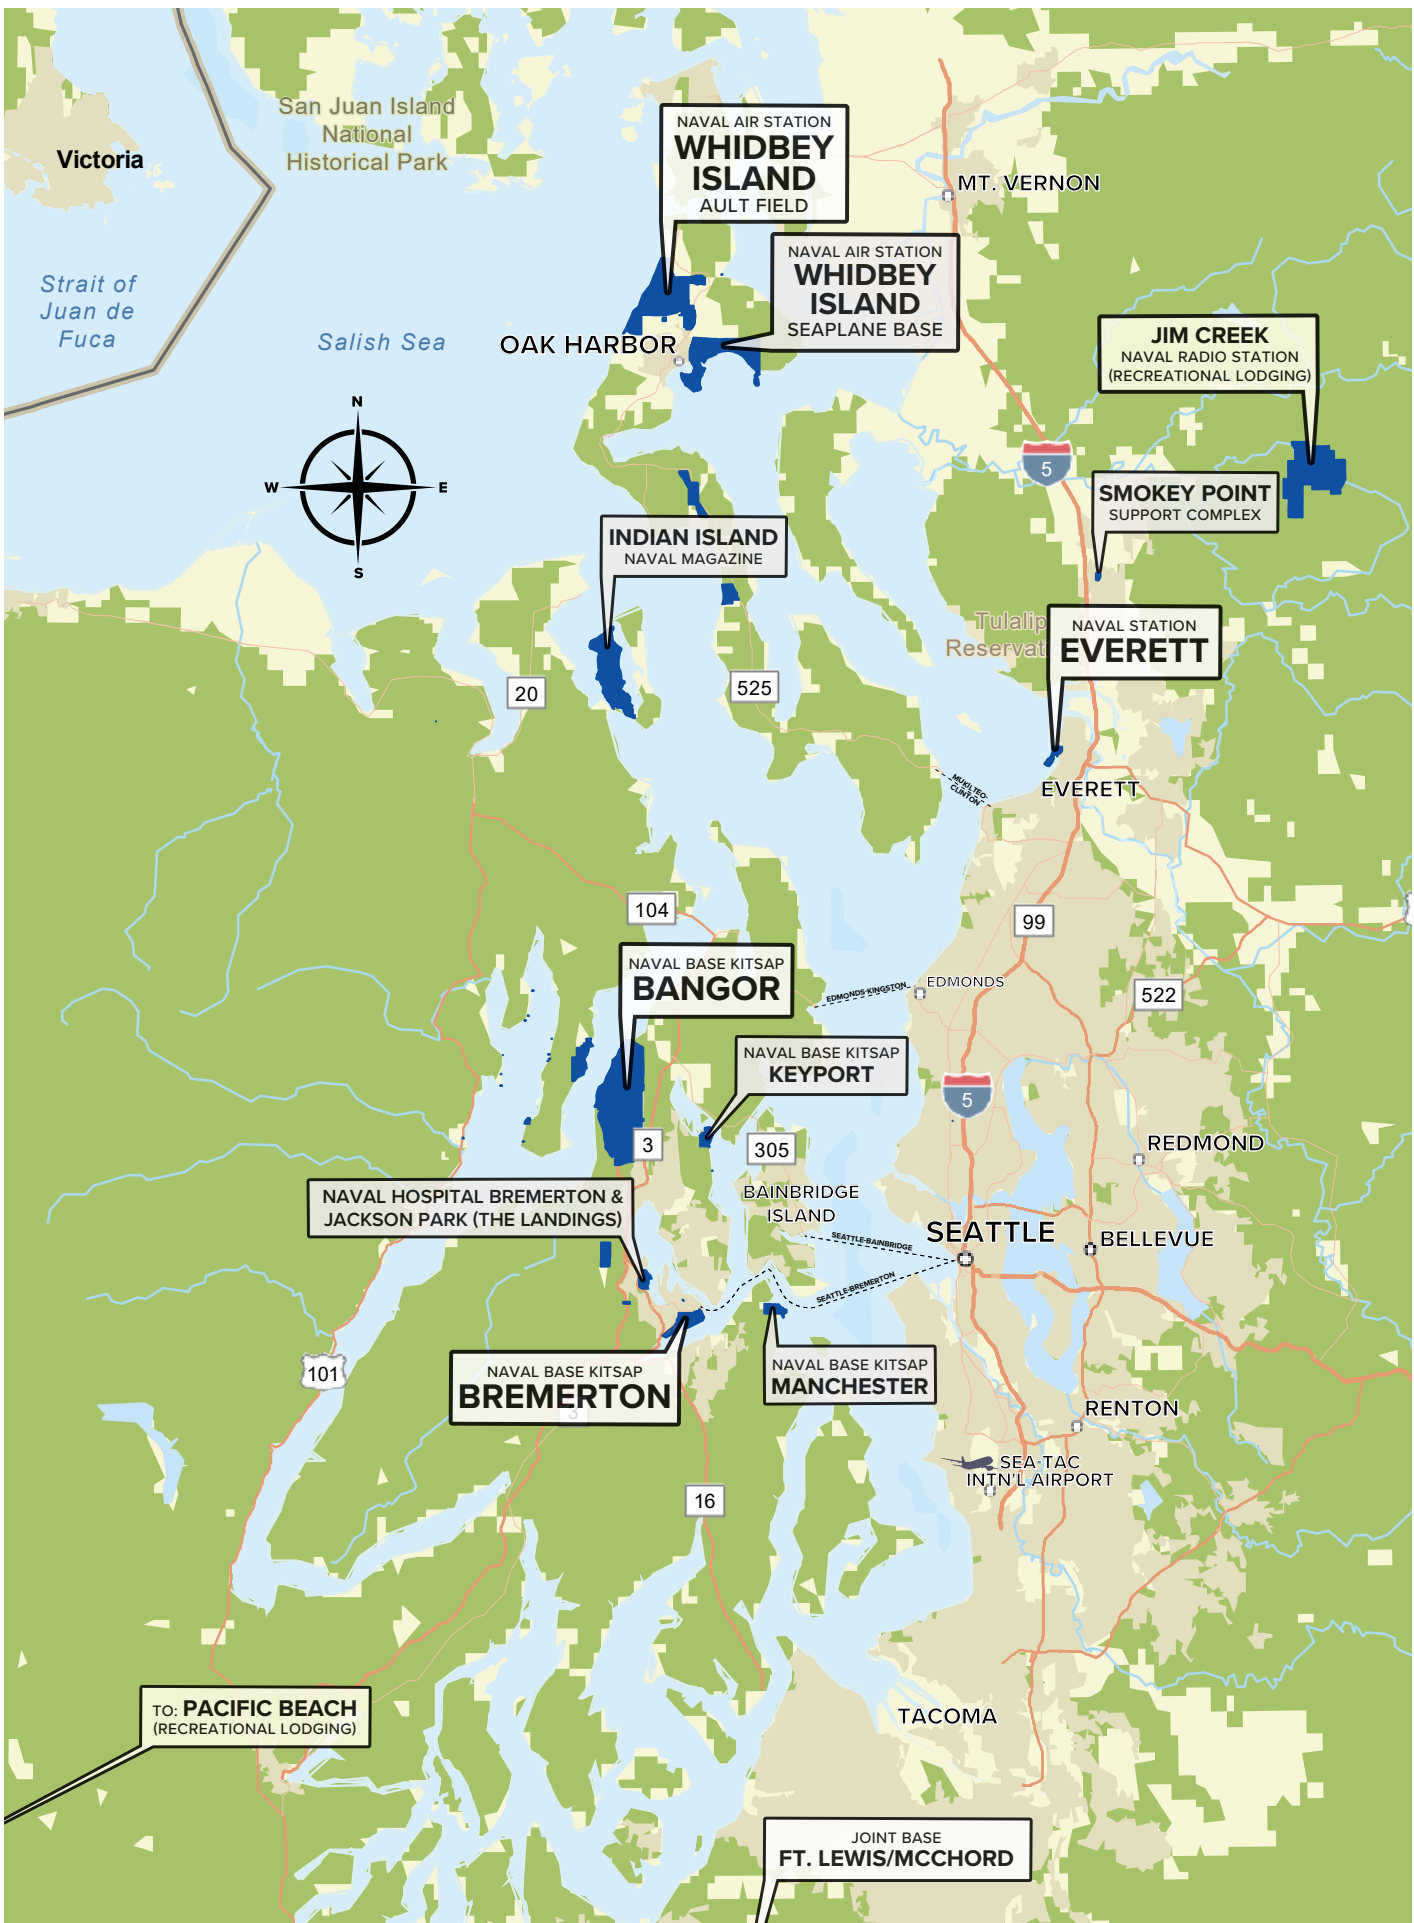 San Juan Island
National
Historical Park
Victoria
NAVAL AIR STATION
WHIDBEY
ISLAND
AULT FIELD
MT. VERNON
NAVAL AIR STATION
WHIDBEY
ISLAND
SEAPLANE BASE
Strait of
Juan de
Fuca
Salish Sea
OAK HARBOR
JIM CREEK
NAVAL RADIO STATION
(RECREATIONAL LODGING)
N
W
E
S
5
SMOKEY POINT
SUPPORT COMPLEX
INDIAN ISLAND
NAVAL MAGAZINE
Tulalip
Reservati
NAVAL STATION
EVERETT
20
525
MUKILTEO-
CLINTON
EVERETT
104
99
NAVAL BASE KITSAP
BANGOR
EDMONDS-KINGSTON
EDMONDS
522
NAVAL BASE KITSAP
KEYPORT
5
3
305
REDMOND
NAVAL HOSPITAL BREMERTON &
JACKSON PARK (THE LANDINGS)
BAINBRIDGE
ISLAND
SEATTLE-BAINBRIDGE
SEATTLE
BELLEVUE
SEATTLE-BREMERTON
101
NAVAL BASE KITSAP
BREMERTON
3
NAVAL BASE KITSAP
MANCHESTER
RENTON
SEA-TAC
INTN'L AIRPORT
16
TO: PACIFIC BEACH
(RECREATIONAL LODGING)
TACOMA
JOINT BASE
FT. LEWIS/MCCHORD